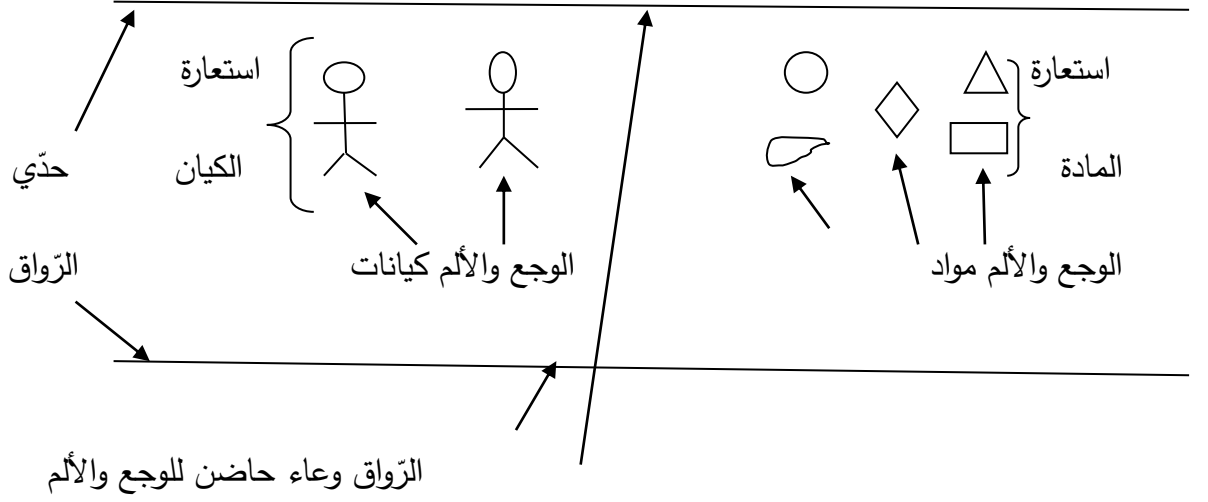 استعارة
المادة
الوجع والألم مواد
استعارة
الكيان
الوجع والألم كيانات
حدّي
الرّواق
الرّواق وعاء حاضن للوجع والألم